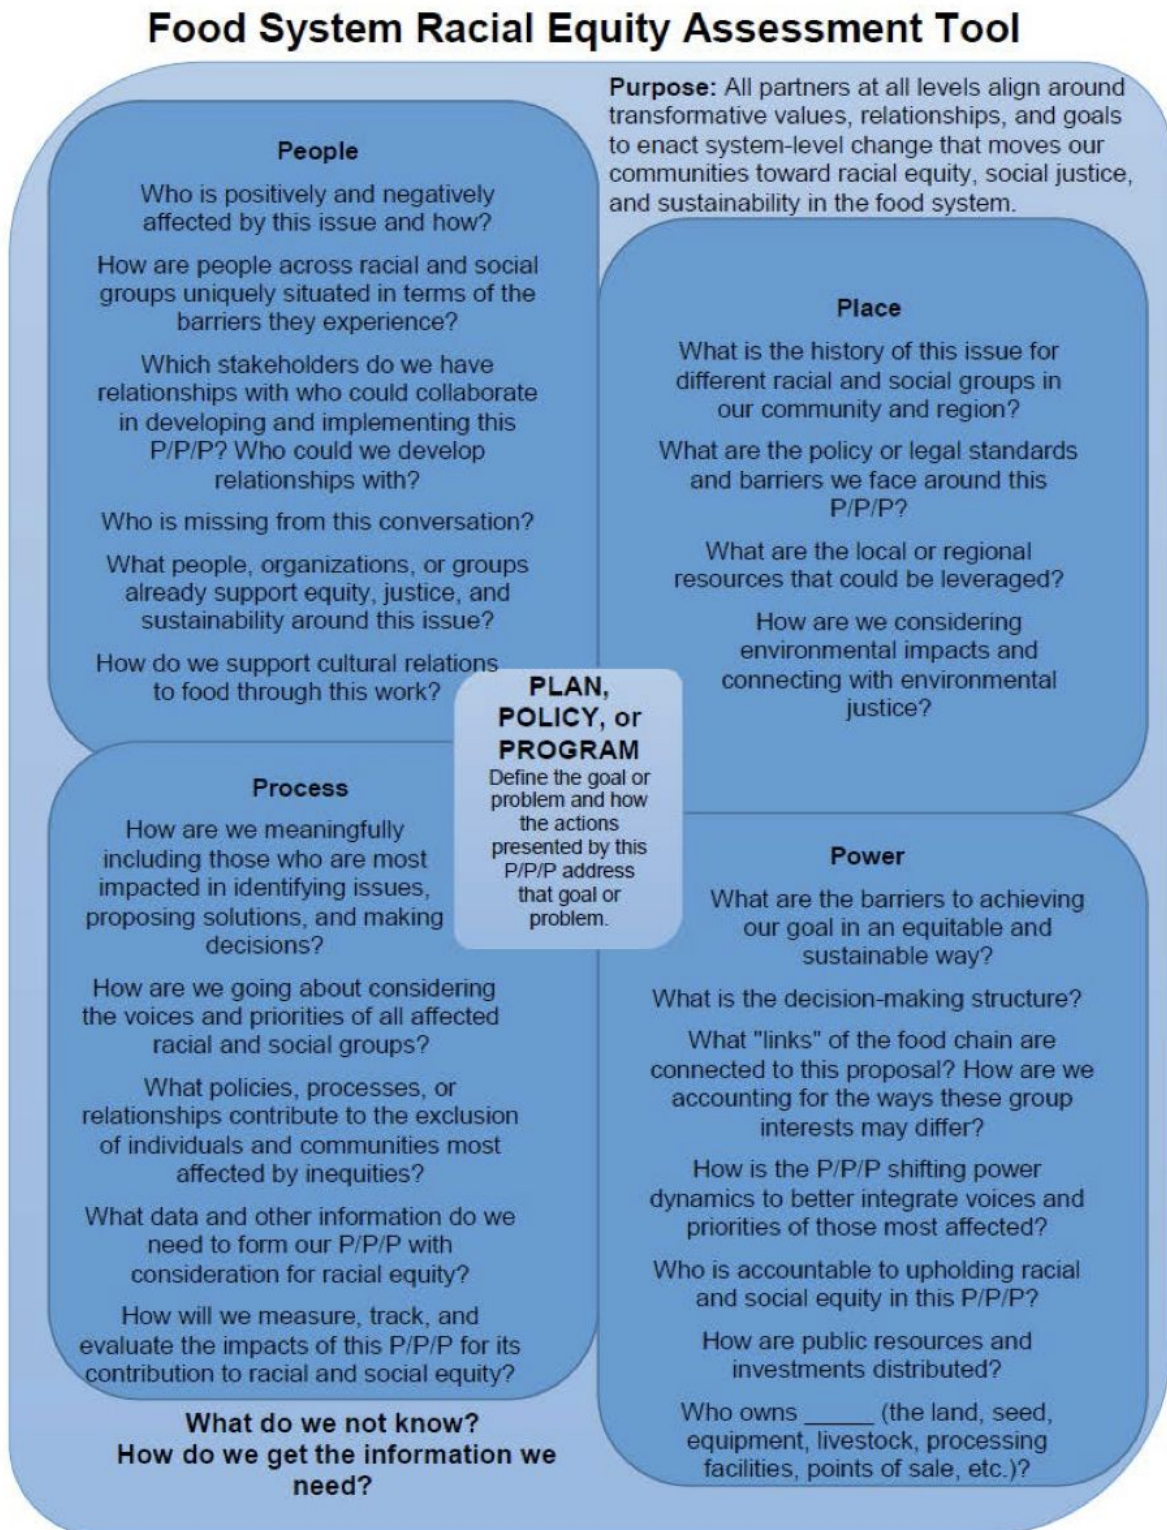 Food System Racial Equity Assessment Tool
Purpose: All partners at all levels align around
transformative values, relationships, and goals
to enact system-level change that moves our
communities toward racial equity, social justice,
and sustainability in the food system.
People
Who is positively and negatively
affected by this issue and how?
How are people across racial and social
groups uniquely situated in terms of the
barriers they experience?
Which stakeholders do we have
relationships with who could collaborate
in developing and implementing this
P/P/P? Who could we develop
relationships with?
Who is missing from this conversation?
What people, organizations, or groups
already support equity, justice, and
sustainability around this issue?
How do we support cultural relations
to food through this work?
Place
What is the history of this issue for
different racial and social groups in
our community and region?
What are the policy or legal standards
and barriers we face around this
P/P/P?
What are the local or regional
resources that could be leveraged?
How are we considering
environmental impacts and
connecting with environmental
justice?
PLAN,
POLICY, or
PROGRAM
Define the goal or
problem and how
the actions
presented by this
P/P/P address
that goal or
problem.
Process
How are we meaningfully
including those who are most
impacted in identifying issues,
proposing solutions, and making
decisions?
How are we going about considering
the voices and priorities of all affected
racial and social groups?
What policies, processes, or
relationships contribute to the exclusion
of individuals and communities most
affected by inequities?
What data and other information do we
need to form our P/P/P with
consideration for racial equity?
How will we measure, track, and
evaluate the impacts of this P/P/P for its
contribution to racial and social equity?
Power
What are the barriers to achieving
our goal in an equitable and
sustainable way?
What is the decision-making structure?
What "links" of the food chain are
connected to this proposal? How are we
accounting for the ways these group
interests may differ?
How is the P/P/P shifting power
dynamics to better integrate voices and
priorities of those most affected?
Who is accountable to upholding racial
and social equity in this P/P/P?
How are public resources and
investments distributed?
Who owns _____ (the land, seed,
equipment, livestock, processing
facilities, points of sale, etc.)?
What do we not know?
How do we get the information we
need?